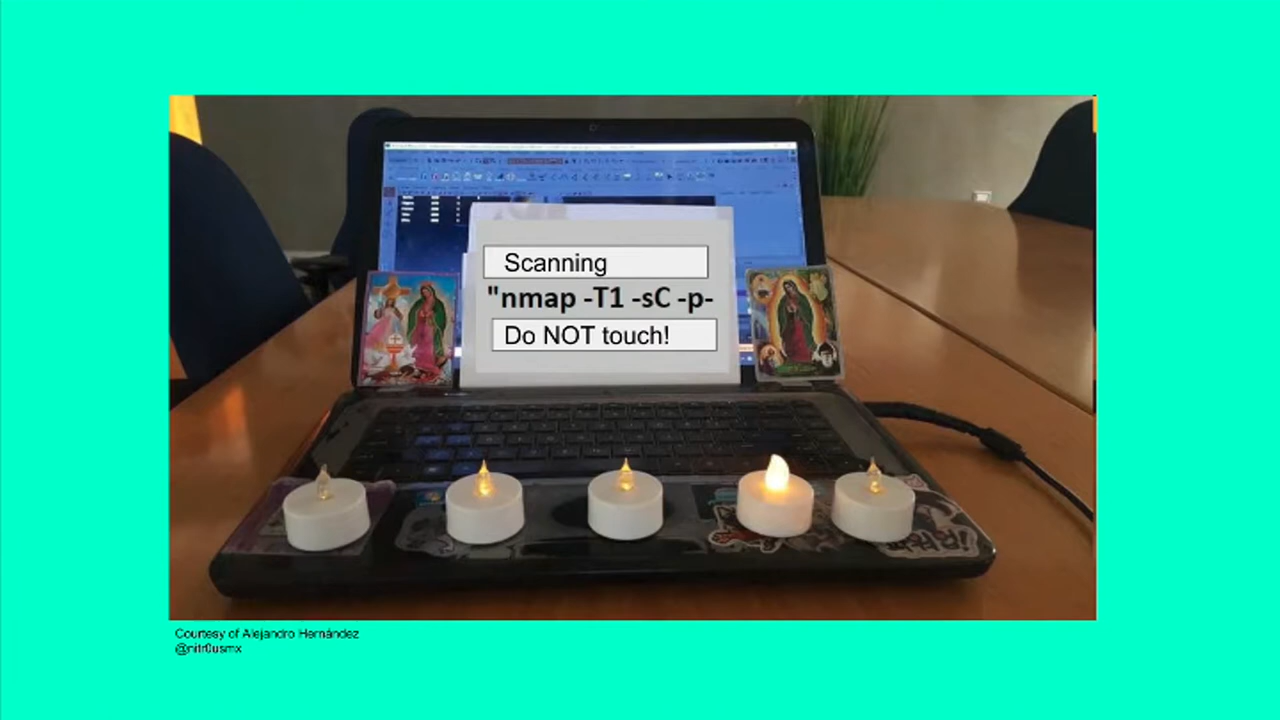 Scanning
"nmap -T1 -sC -p-
Do NOT touch!
Courtesy of Alejandro Hernández
@nitr0usmx